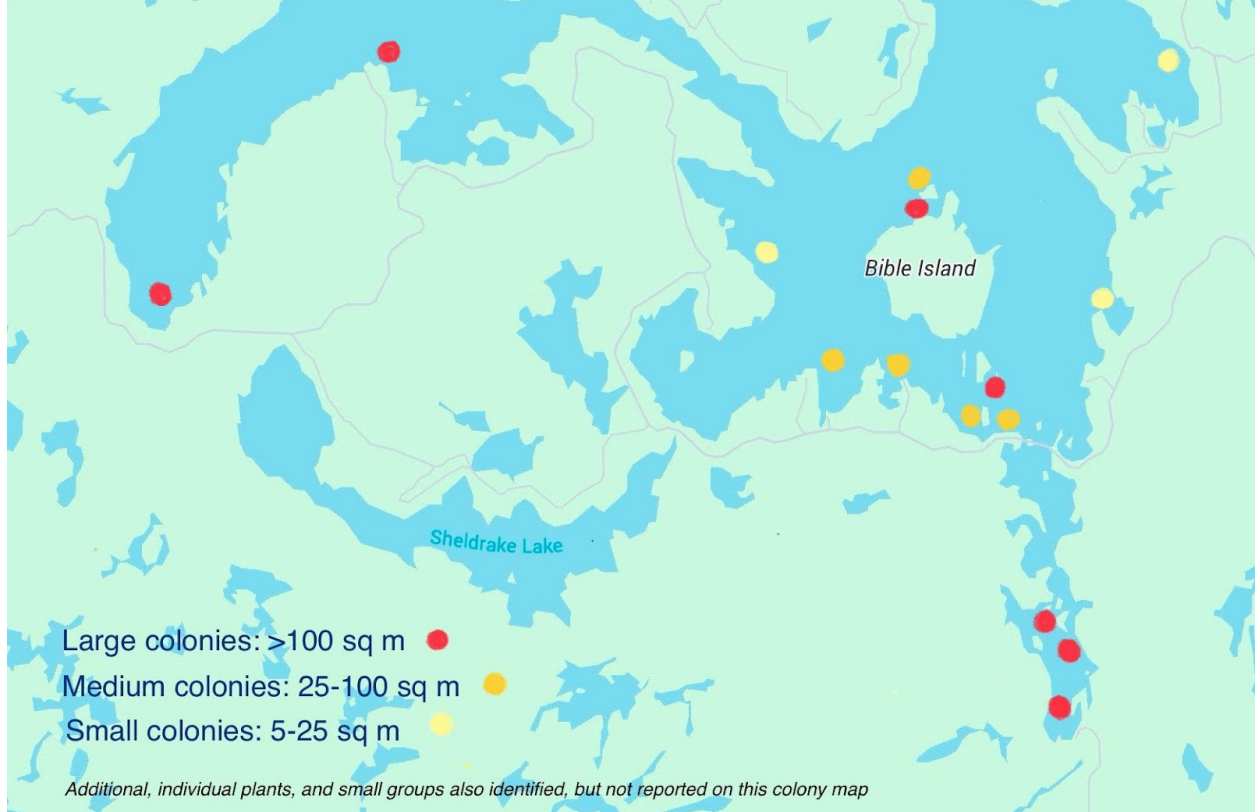 Bible Island
Sheldrake Lake
Large colonies: >100 sq m
Medium colonies: 25-100 sq m
Small colonies: 5-25 sq m
Additional, individual plants, and small groups also identified, but not reported on this colony map